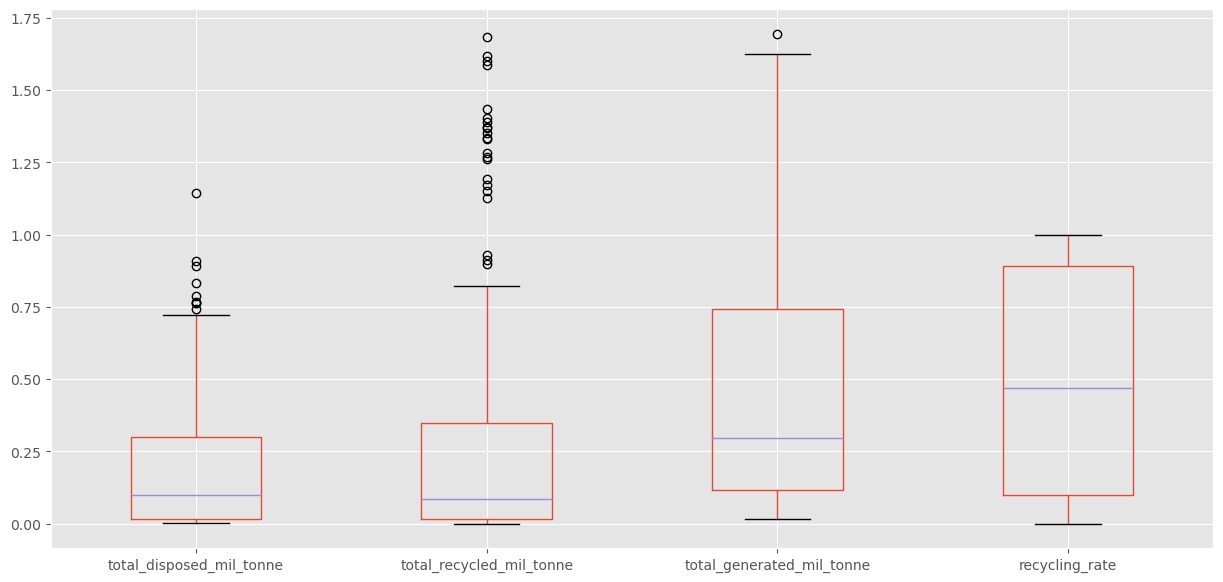 1.75
1.50
1.25
1.00
0.75
0.50
0.25
0.00
total_disposed_mil_tonne
total_recycled_mil_tonne
total_generated_mil_tonne
recycling_rate